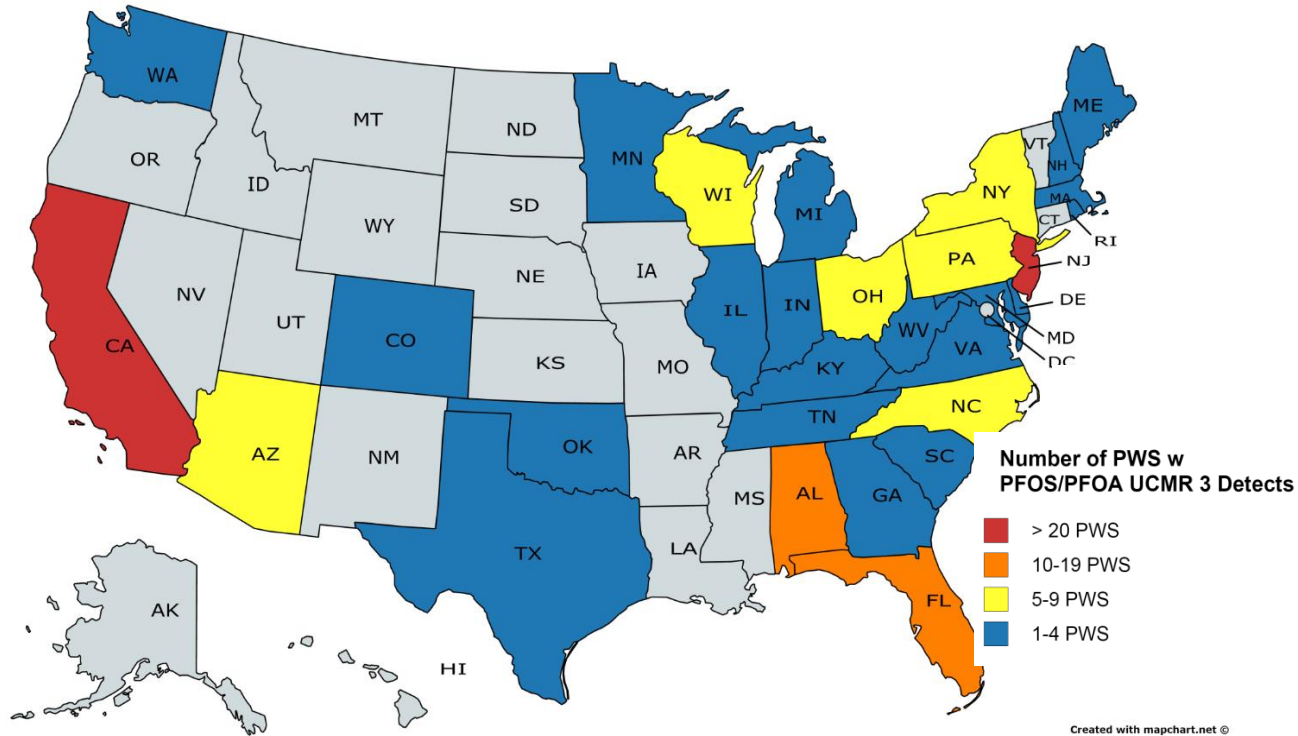 WA
MT
ND
MN
ME
OR
ID
SD
WI
VT
NH
NY
MA
CT
RI
WY
MI
NJ
PA
IA
NE
NV
UT
CO
IL
IN
OH
DE
MD
DC
WV
VA
KS
MO
KY
CA
NC
TN
AZ
NM
OK
AR
SC
MS
AL
GA
TX
LA
FL
AK
HI
Number of PWS w
PFOS/PFOA UCMR 3 Detects
> 20 PWS
10-19 PWS
5-9 PWS
1-4 PWS
Created with mapchart.net ©